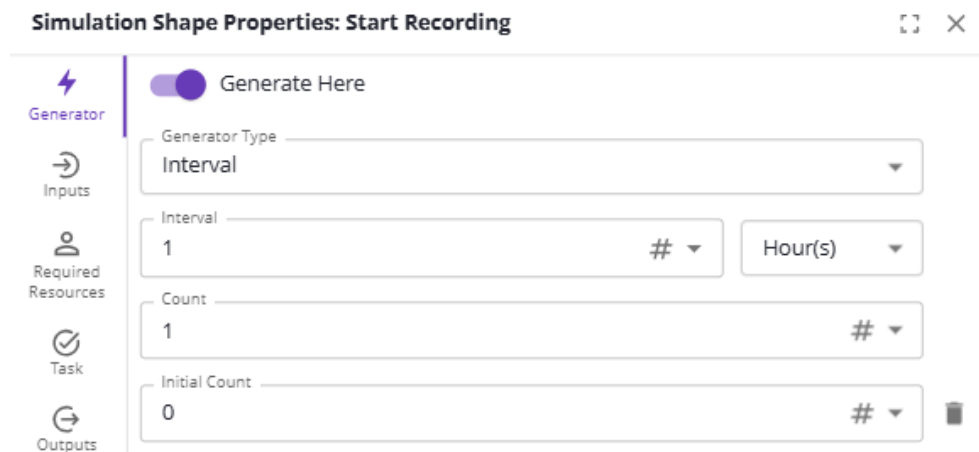 Simulation Shape Properties: Start Recording
Generator
Inputs
Required
Resources
Task
Outputs
Generate Here
Generator Type
Interval
Interval
1 #
Hour(s)
Count
1 #
Initial Count
0 #